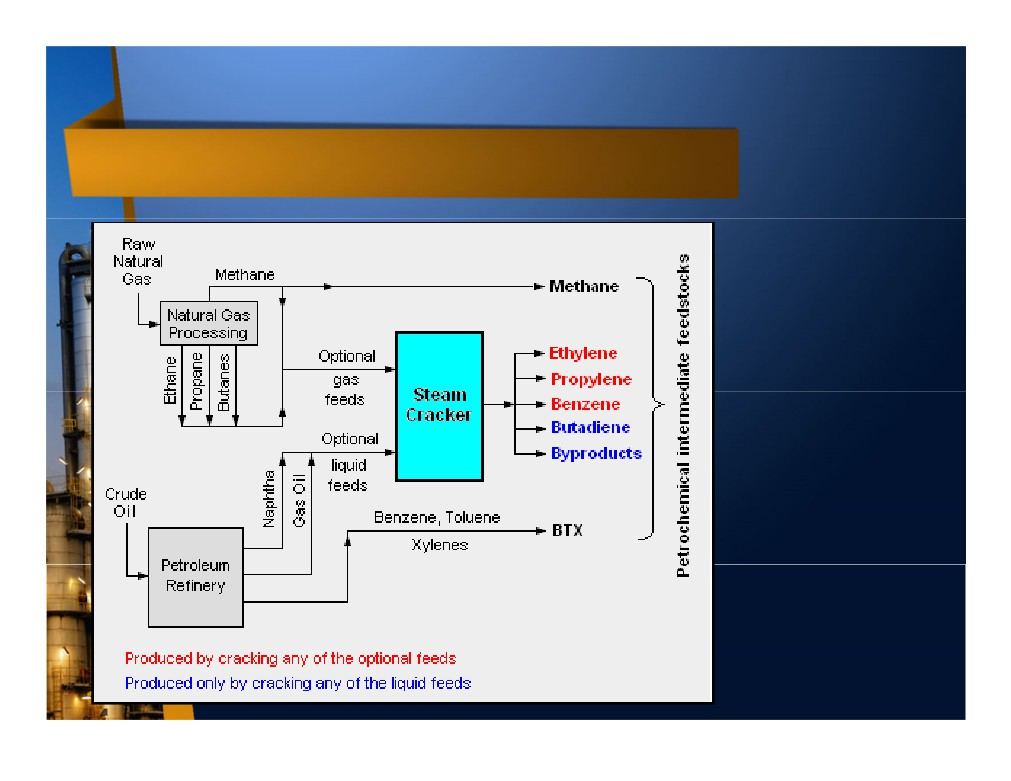 Raw
Natural
Gas
Methane
Methane
Natural Gas
Processing
Ethane
Propane
Butanes
Optional
gas
feeds
Steam
Cracker
Ethylene
Propylene
Benzene
Butadiene
Byproducts
Optional
liquid
feeds
Naphtha
Gas Oil
Crude
Oil
Petroleum
Refinery
Benzene, Toluene
Xylenes
BTX
Petrochemical intermediate feedstocks
Produced by cracking any of the optional feeds
Produced only by cracking any of the liquid feeds